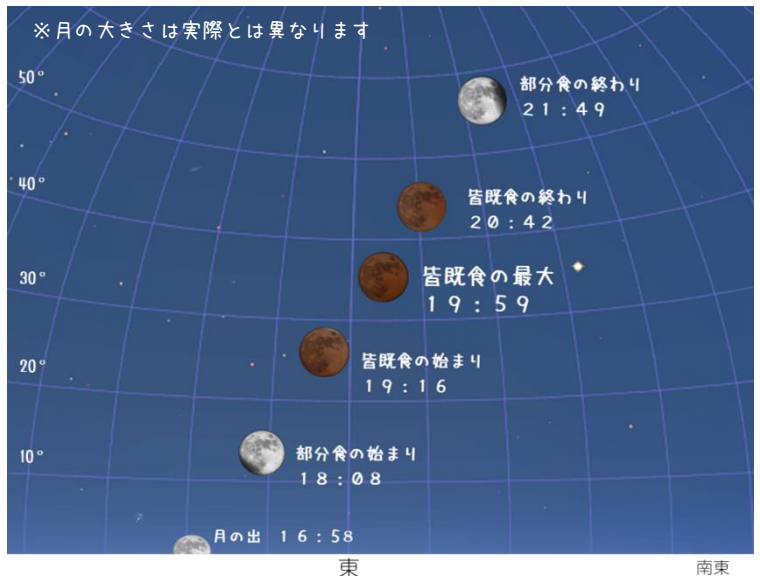 ※月の大きさは実際とは異なります
50°
部分食の終わり
21:49
40°
皆既食の終わり
20:42
30°
皆既食の最大
19:59
20°
皆既食の始まり
19:16
10°
部分食の始まり
18:08
月の出 16:58
東
南東